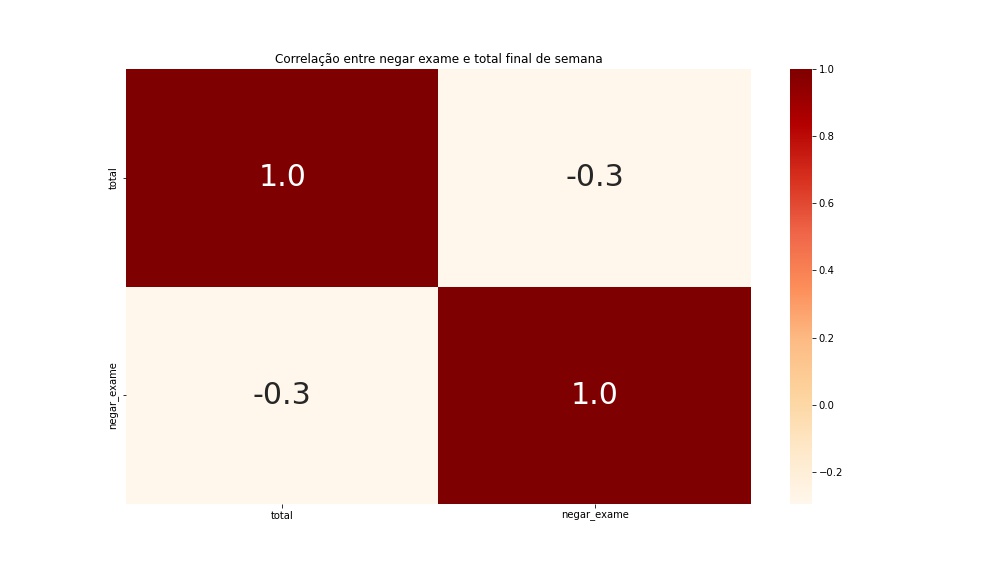 Correlação entre negar exame e total final de semana
total
1.0
-0.3
negar_exame
-0.3
1.0
total
negar_exame
1.0
0.8
0.6
0.4
0.2
0.0
−0.2